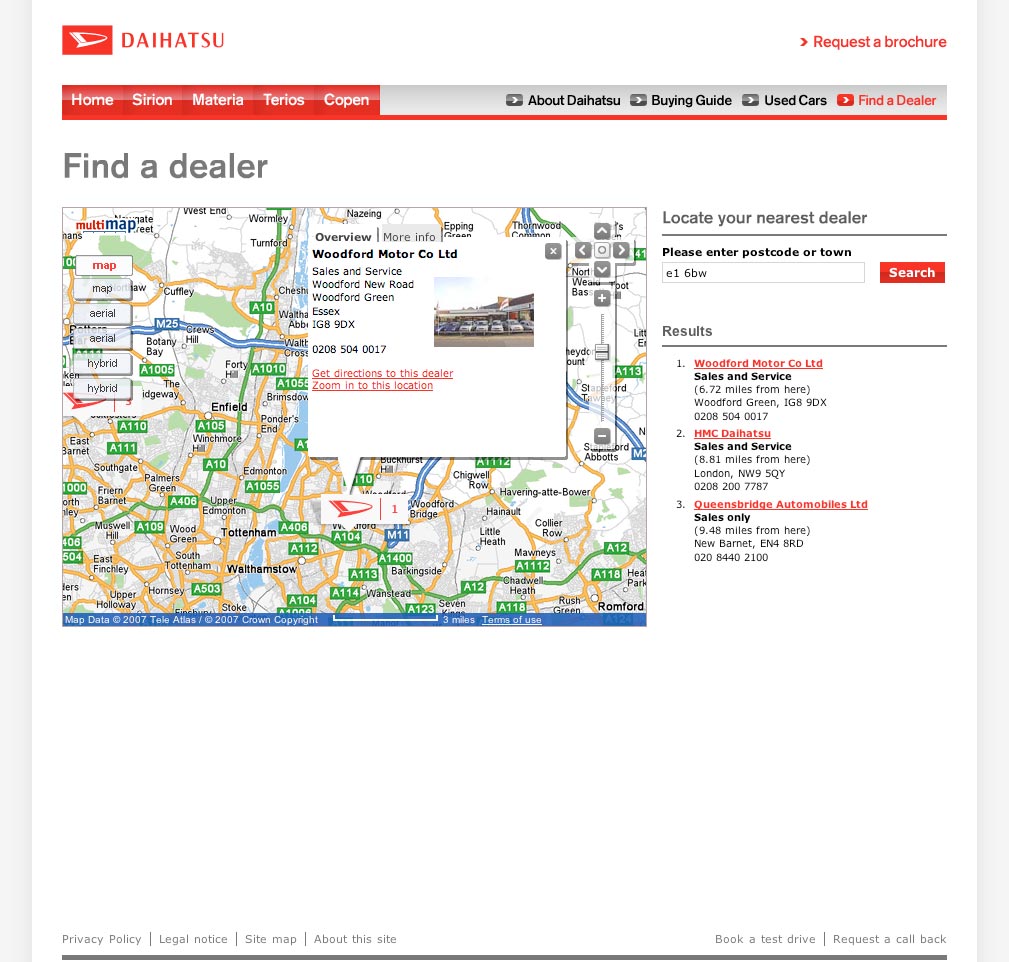 DAIHATSU
Request a brochure
Home Sirion Materia Terios Copen
About Daihatsu Buying Guide Used Cars Find a Dealer
Find a dealer
multimap
map
map
aerial
aerial
hybrid
hybrid
Overview More info
Woodford Motor Co Ltd
Sales and Service
Woodford New Road
Woodford Green
Essex
IG8 9DX
0208 504 0017
Get directions to this dealer
Zoom in to this location
West End
Wormley
Nazeing
Epping
Green
Thornwood
Common
Turnford
Cuffley
Crews
Hill
Botany
Bay
M25
A10
A1005
A1010
A1055
Forty
Hill
Enfield
Brimsdow
Ponder's
End
A110
A111
East
Barnet
Winchmore
Hill
Southgate
A105
A10
Palmers
Green
Edmonton
A1055
Friern
Barnet
A406
Upper
Edmonton
Muswell
Hill
A109
Wood
Green
Tottenham
A406
A104
M11
Woodford
Bridge
Buckhurst
Hill
Chigwell
Row
A1112
Hainault
Havering-atte-Bower
Collier
Row
Little
Heath
Stapleford
Abbotts
A113
A112
East
Finchley
South
Tottenham
Walthamstow
A1400
Barkingside
Mawneys
A1112
A12
A118
Hornsey
A503
Upper
Holloway
Stoke
A104
A113
A114
Wanstead
A123
Seven
Kings
A12
Chadwell
Heath
A118
Rush
Green
Romford
A124
1
Map Data © 2007 Tele Atlas / © 2007 Crown Copyright 3 miles Terms of use
Locate your nearest dealer
Please enter postcode or town
e1 6bw Search
Results
1. Woodford Motor Co Ltd
Sales and Service
(6.72 miles from here)
Woodford Green, IG8 9DX
0208 504 0017
2. HMC Daihatsu
Sales and Service
(8.81 miles from here)
London, NW9 5QY
0208 200 7787
3. Queensbridge Automobiles Ltd
Sales only
(9.48 miles from here)
New Barnet, EN4 8RD
020 8440 2100
Privacy Policy Legal notice Site map About this site
Book a test drive Request a call back